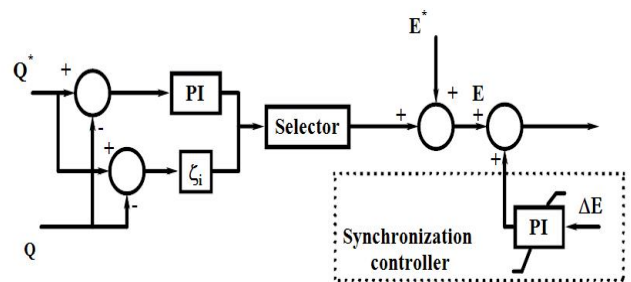 E*
Q*
+
-
PI
+
-
ζi
Selector
+
+
E
+
+
Q
PI
ΔE
Synchronization
controller